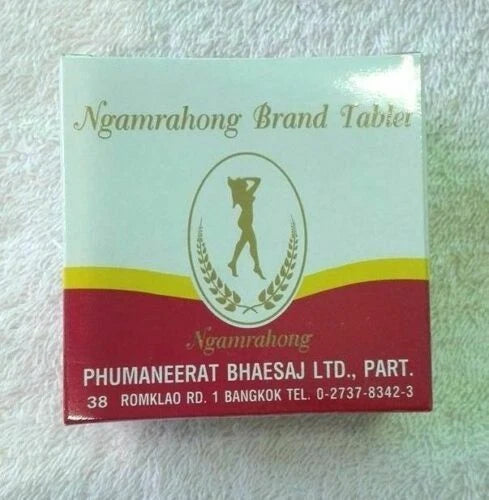 Ngamrahong Brand Tablet
Ngamrahong
PHUMANEERAT BHAESAJ LTD., PART.
38 ROMKLAO RD. 1 BANGKOK TEL. 0-2737-8342-3